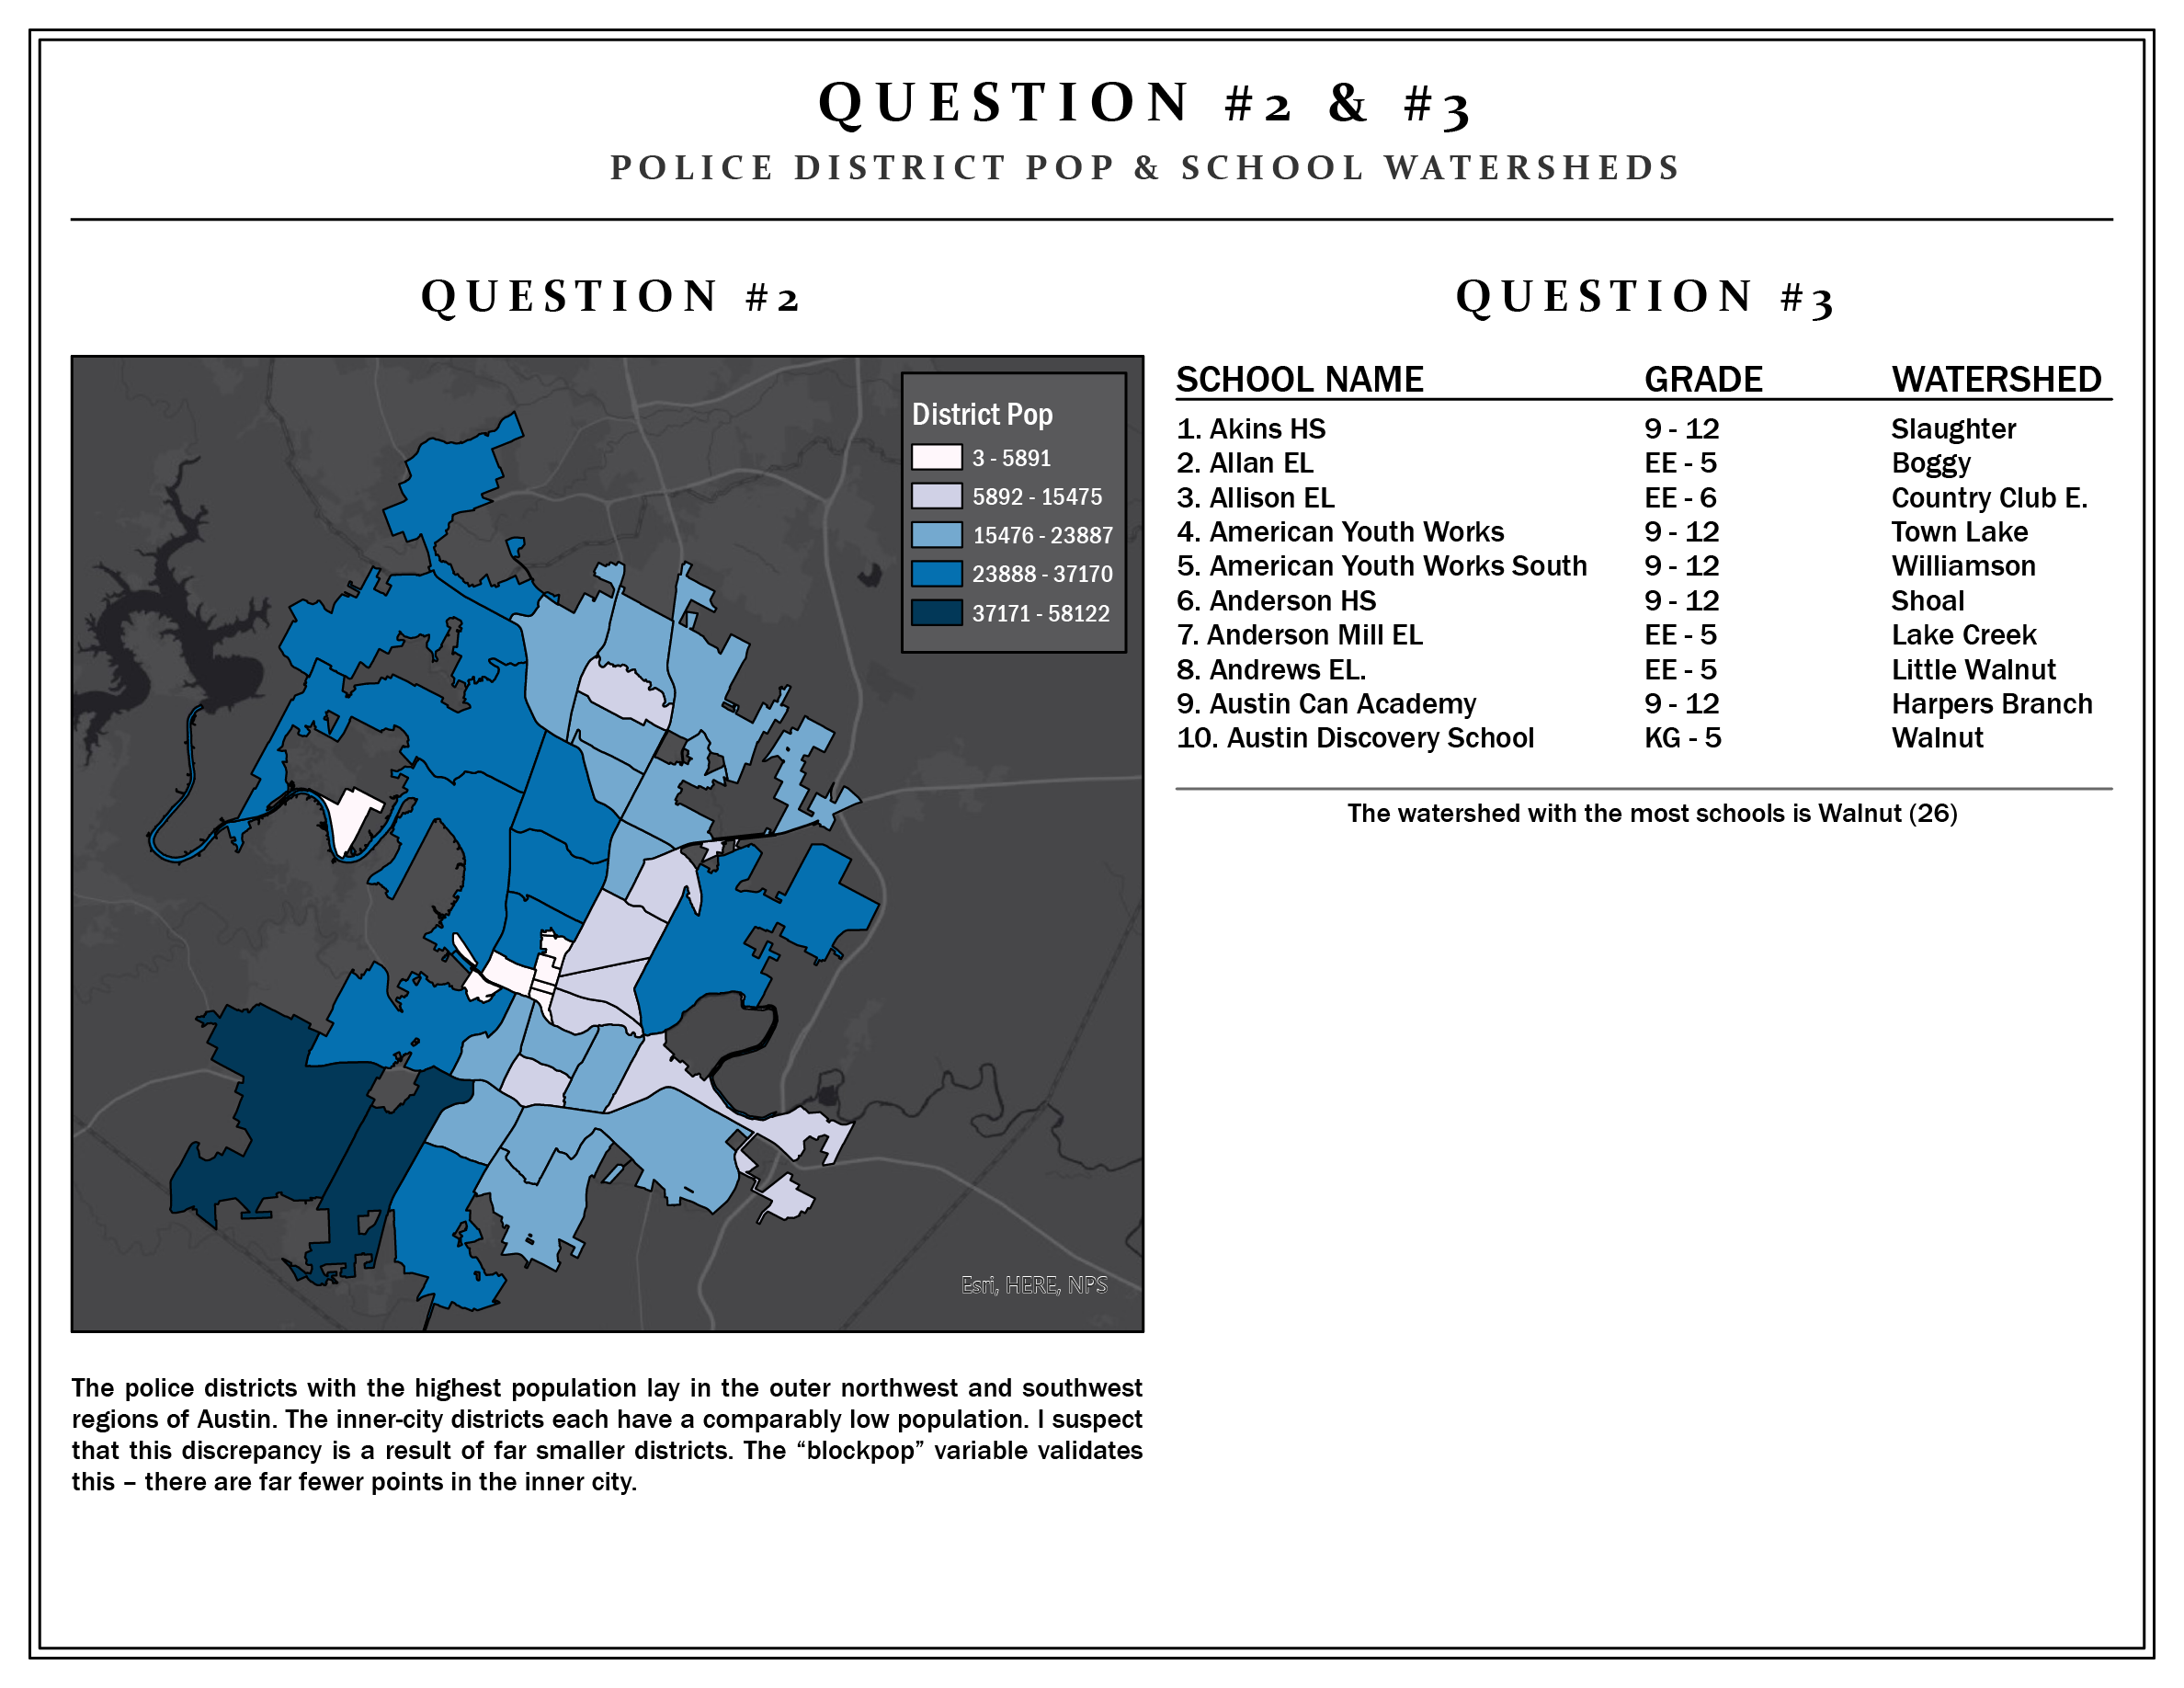 QUESTION #2 & #3
POLICE DISTRICT POP & SCHOOL WATERSHEDS
QUESTION #2
District Pop
3 - 5891
5892 - 15475
15476 - 23887
23888 - 37170
37171 - 58122
Esri, HERE, NPS
The police districts with the highest population lay in the outer northwest and southwest
regions of Austin. The inner-city districts each have a comparably low population. I suspect
that this discrepancy is a result of far smaller districts. The “blockpop” variable validates
this – there are far fewer points in the inner city.
QUESTION #3
SCHOOL NAME GRADE WATERSHED
1. Akins HS 9 - 12 Slaughter
2. Allan EL EE - 5 Boggy
3. Allison EL EE - 6 Country Club E.
4. American Youth Works 9 - 12 Town Lake
5. American Youth Works South 9 - 12 Williamson
6. Anderson HS 9 - 12 Shoal
7. Anderson Mill EL EE - 5 Lake Creek
8. Andrews EL. EE - 5 Little Walnut
9. Austin Can Academy 9 - 12 Harpers Branch
10. Austin Discovery School KG - 5 Walnut
The watershed with the most schools is Walnut (26)